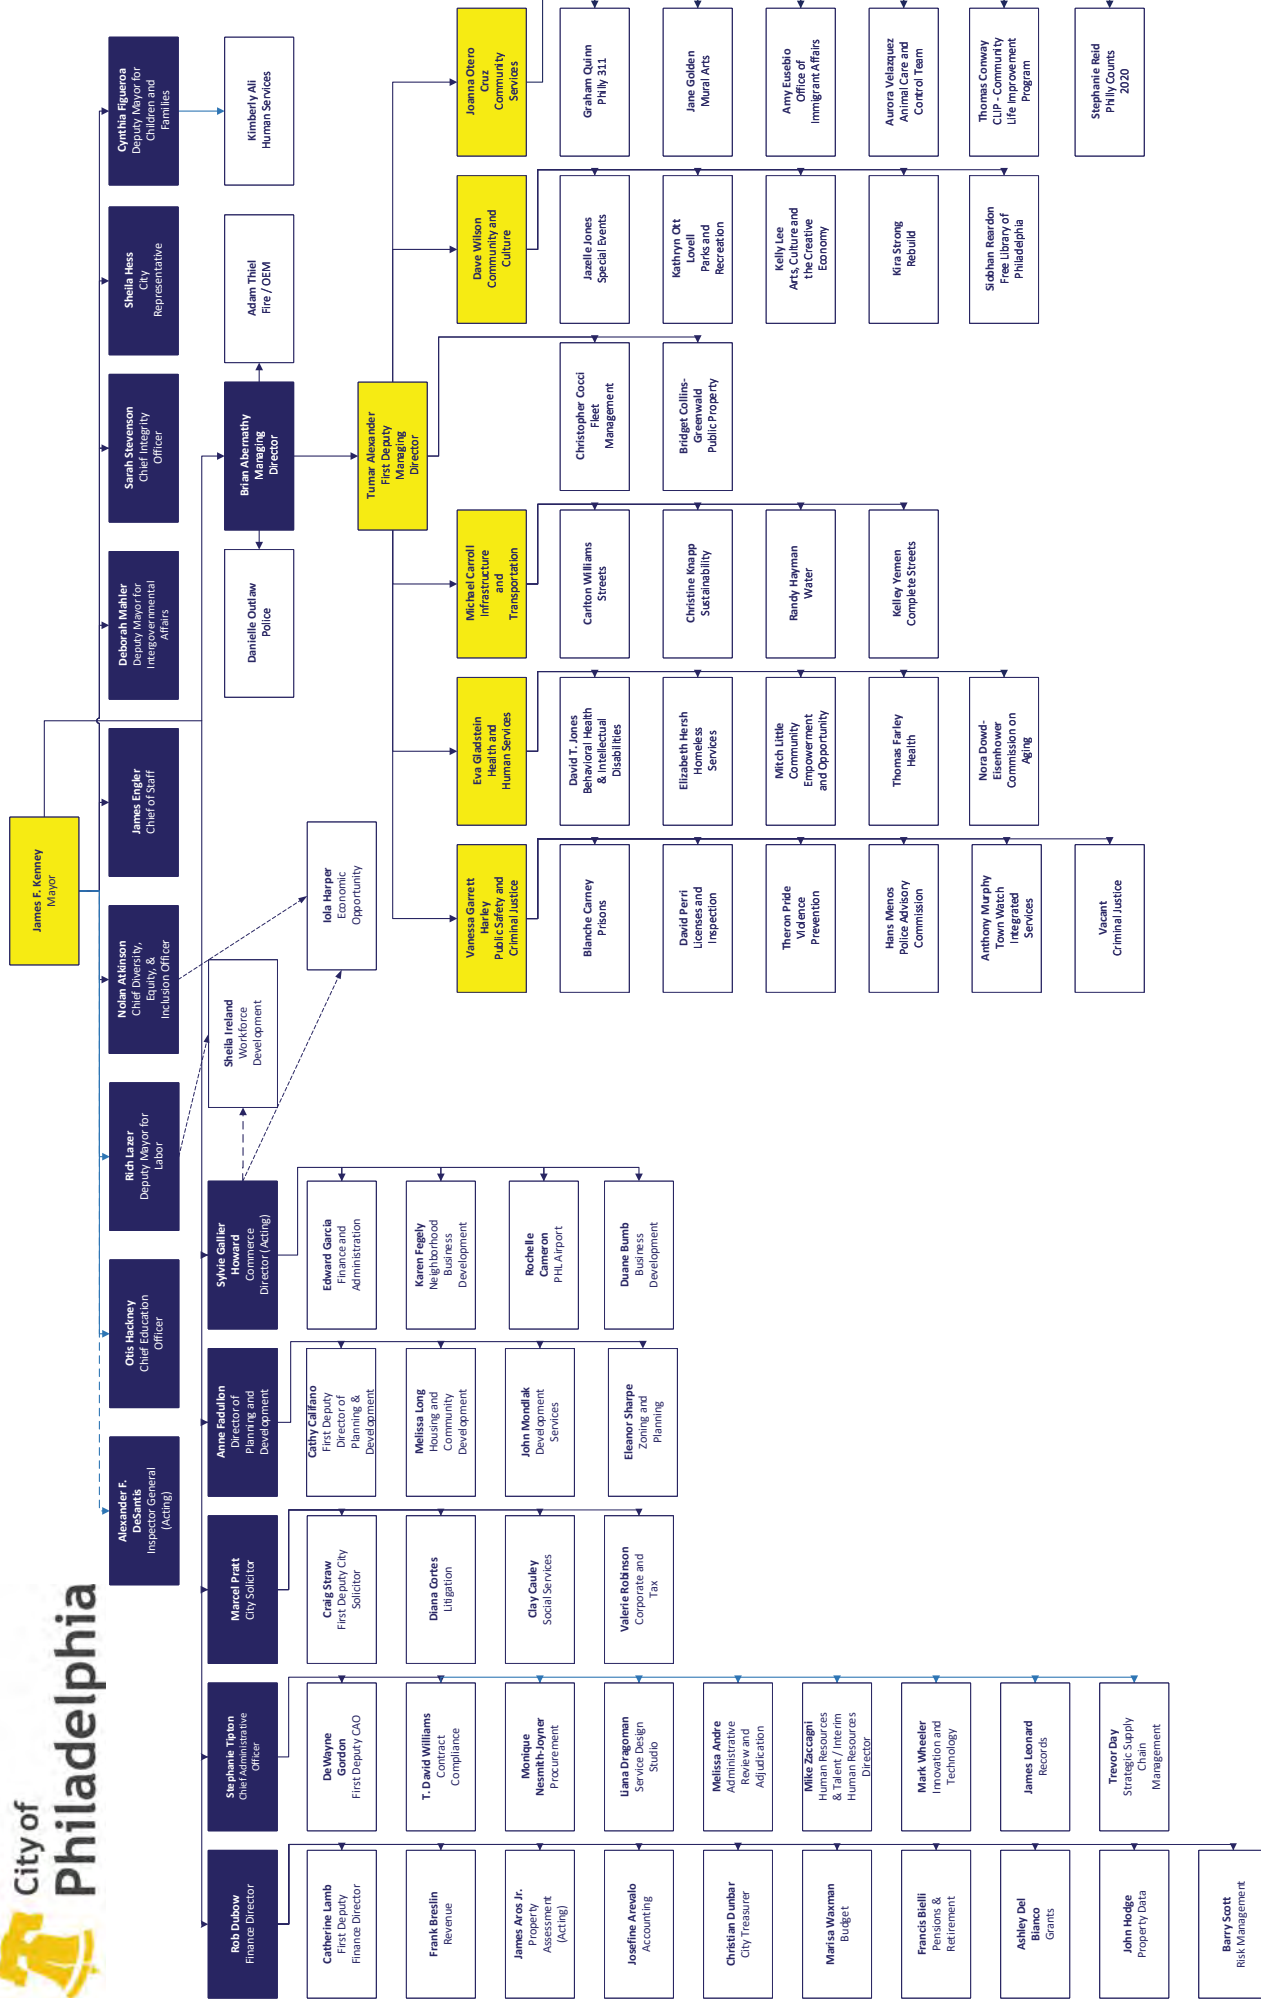 City of
Philadelphia
James F. Kenney
Mayor
Alexander F.
DeSantis
Inspector General
(Acting)
Otis Hackney
Chief Education
Officer
Rich Lazer
Deputy Mayor for
Labor
Nolan Atkinson
Chief Diversity,
Equity, &
Inclusion Officer
James Engler
Chief of Staff
Deborah Mahler
Deputy Mayor for
Intergovernmental
Affairs
Sarah Stevenson
Chief Integrity
Officer
Sheila Hess
City
Representative
Cynthia Figueroa
Deputy Mayor for
Children and
Families
Rob Dubow
Finance Director
Stephanie Tipton
Chief Administrative
Officer
Marcel Pratt
City Solicitor
Anne Fadullon
Director of
Planning and
Development
Sylvie Gallier
Howard
Commerce
Director (Acting)
Sheila Ireland
Workforce
Development
Iola Harper
Economic
Opportunity
Danielle Outlaw
Police
Brian Abernathy
Managing
Director
Adam Thiel
Fire / OEM
Kimberly Ali
Human Services
Tumar Alexander
First Deputy
Managing
Director
Catherine Lamb
First Deputy
Finance Director
Frank Breslin
Revenue
James Aros Jr.
Property
Assessment
(Acting)
Josefine Arevalo
Accounting
Christian Dunbar
City Treasurer
Marisa Waxman
Budget
Francis Bielli
Pensions &
Retirement
Ashley Del
Bianco
Grants
John Hodge
Property Data
Barry Scott
Risk Management
DeWayne
Gordon
First Deputy CAO
T. David Williams
Contract
Compliance
Monique
Nesmith-Joyner
Procurement
Liana Dragoman
Service Design
Studio
Melissa Andre
Administrative
Review and
Adjudication
Mike Zaccagni
Human Resources
& Talent / Interim
Human Resources
Director
Mark Wheeler
Innovation and
Technology
James Leonard
Records
Trevor Day
Strategic Supply
Chain
Management
Craig Straw
First Deputy City
Solicitor
Diana Cortes
Litigation
Clay Cauley
Social Services
Valerie Robinson
Corporate and
Tax
Cathy Califano
First Deputy
Director of
Planning &
Development
Melissa Long
Housing and
Community
Development
John Mondlak
Development
Services
Eleanor Sharpe
Zoning and
Planning
Edward Garcia
Finance and
Administration
Karen Fegely
Neighborhood
Business
Development
Rochelle
Cameron
PHL Airport
Duane Bumb
Business
Development
Vanessa Garrett
Harley
Public Safety and
Criminal Justice
Blanche Carney
Prisons
David Perri
Licenses and
Inspection
Theron Pride
Violence
Prevention
Hans Menos
Police Advisory
Commission
Anthony Murphy
Town Watch
Integrated
Services
Vacant
Criminal Justice
Eva Gladstein
Health and
Human Services
David T. Jones
Behavioral Health
& Intellectual
Disabilities
Elizabeth Hersh
Homeless
Services
Mitch Little
Community
Empowerment
and Opportunity
Thomas Farley
Health
Nora Dowd-
Eisenhower
Commission on
Aging
Michael Carroll
Infrastructure
and
Transportation
Carlton Williams
Streets
Christine Knapp
Sustainability
Randy Hayman
Water
Kelley Yemen
Complete Streets
Christopher Cocci
Fleet
Management
Bridget Collins-
Greenwald
Public Property
Dave Wilson
Community and
Culture
Jazelle Jones
Special Events
Kathryn Ott
Lovell
Parks and
Recreation
Kelly Lee
Arts, Culture and
the Creative
Economy
Kira Strong
Rebuild
Siobhan Reardon
Free Library of
Philadelphia
Joanna Otero
Cruz
Community
Services
Graham Quinn
Philly 311
Jane Golden
Mural Arts
Amy Eusebio
Office of
Immigrant Affairs
Aurora Velazquez
Animal Care and
Control Team
Thomas Conway
CLIP - Community
Life Improvement
Program
Stephanie Reid
Philly Counts
2020